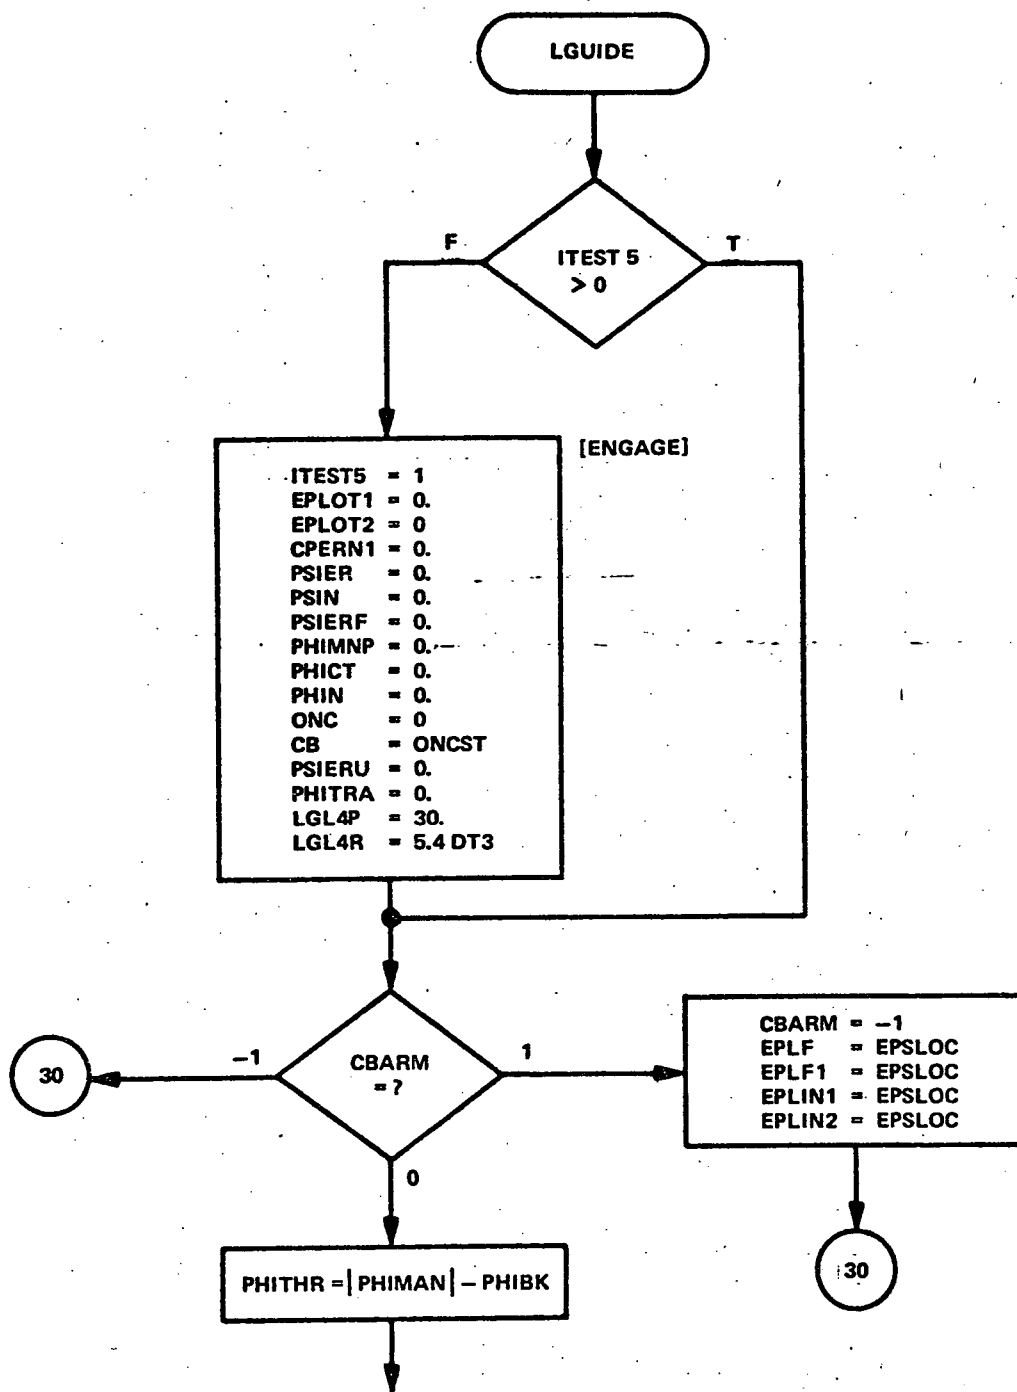 LGUIDE
F
T
ITEST 5
> 0
[ENGAGE]
ITEST5 = 1
EPLOT1 = 0.
EPLOT2 = 0
CPERN1 = 0.
PSIER = 0.
PSIN = 0.
PSIERF = 0.
PHIMNP = 0.
PHICT = 0.
PHIN = 0.
ONC = 0
CB = ONCST
PSIERU = 0.
PHITRA = 0.
LGL4P = 30.
LGL4R = 5.4 DT3
30
−1
CBARM
= ?
1
CBARM = −1
EPLF = EPSLOC
EPLF1 = EPSLOC
EPLIN1 = EPSLOC
EPLIN2 = EPSLOC
0
PHITHR = |PHIMAN| − PHIBK
30